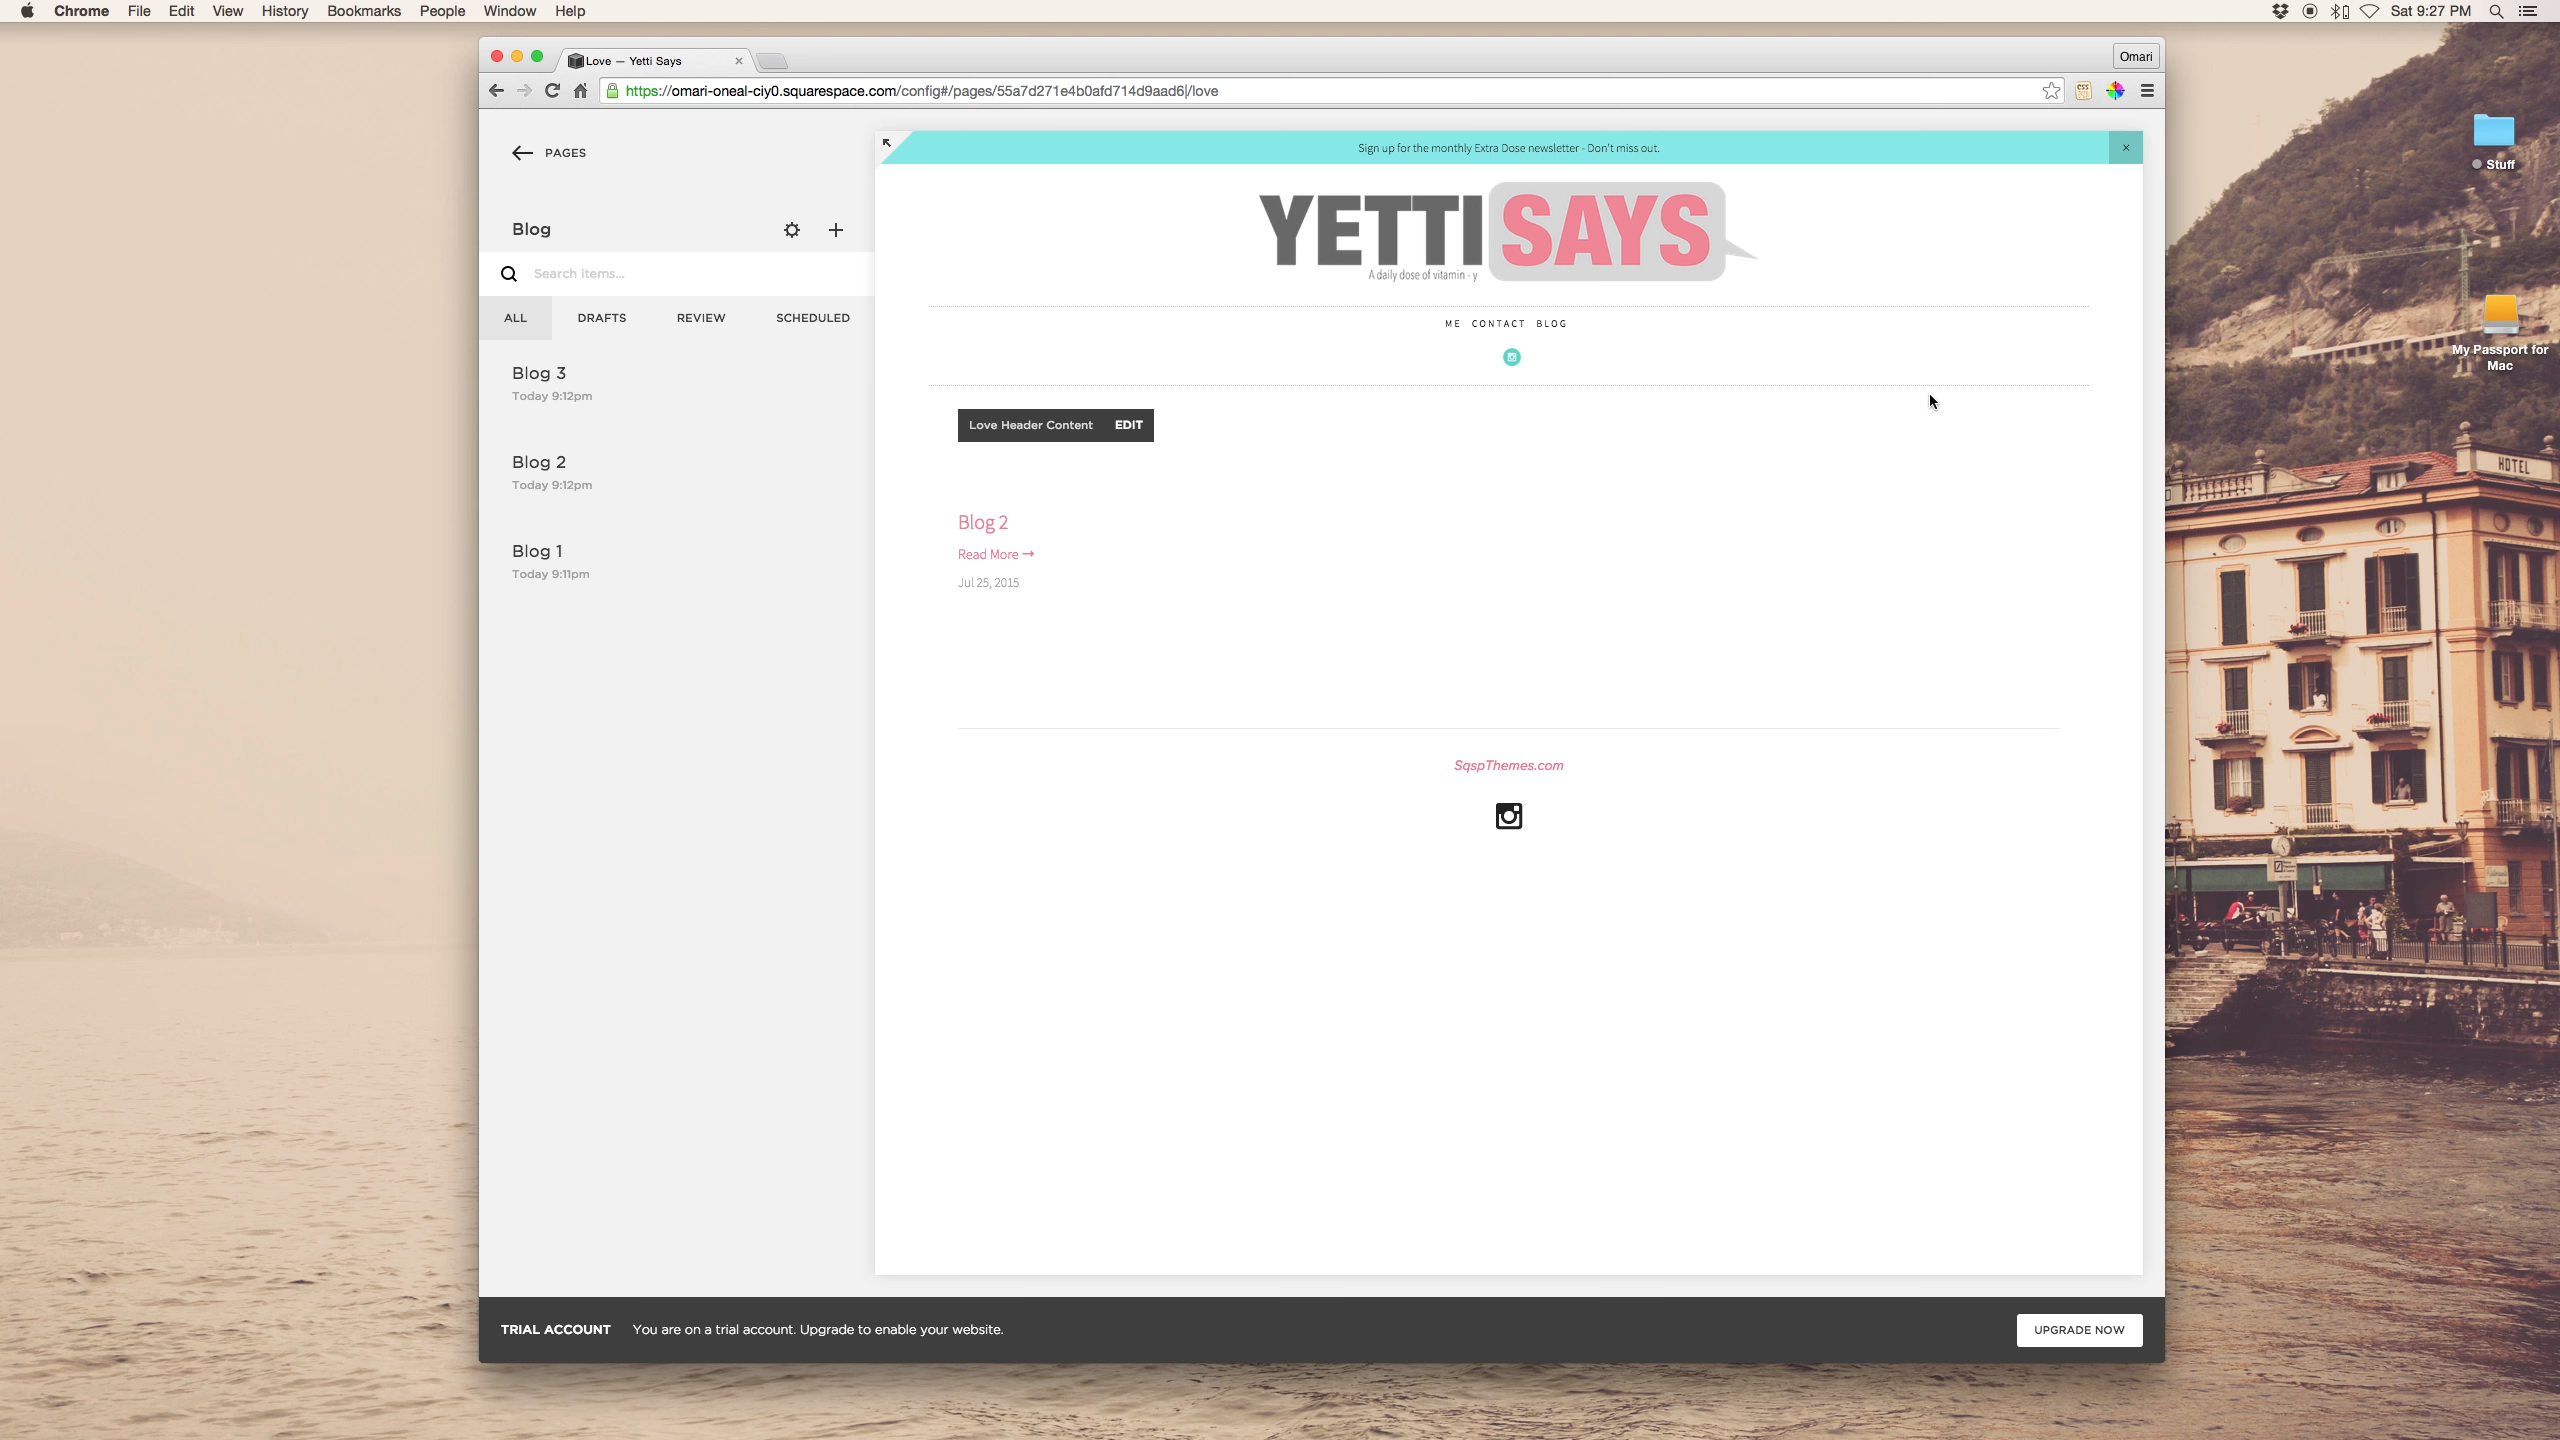 Chrome File Edit View History Bookmarks People Window Help
Sat 9:27 PM
Love — Yetti Says
Omari
https://omari-oneal-ciy0.squarespace.com/config#/pages/55a7d271e4b0afd714d9aad6|/love
Stuff
My Passport for
Mac
HOTEL
PAGES
Blog
Search items...
ALL DRAFTS REVIEW SCHEDULED
Blog 3
Today 9:12pm
Blog 2
Today 9:12pm
Blog 1
Today 9:11pm
Sign up for the monthly Extra Dose newsletter - Don't miss out.
YETTI SAYS
A daily dose of vitamin - y
ME CONTACT BLOG
Love Header Content EDIT
Blog 2
Read More →
Jul 25, 2015
SqspThemes.com
TRIAL ACCOUNT You are on a trial account. Upgrade to enable your website.
UPGRADE NOW